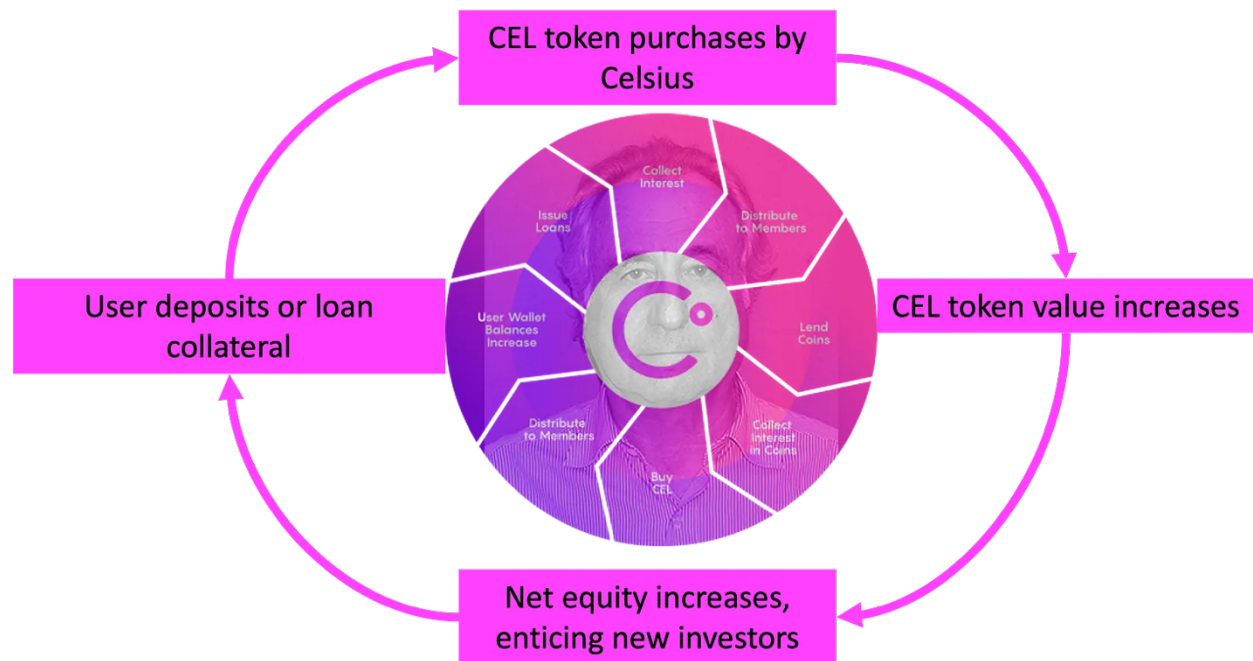 CEL token purchases by
Celsius
Collect
Interest
Issue
Loans
Distribute
to Members
User deposits or loan
collateral
User Wallet
Balances
Increase
Lend
Coins
CEL token value increases
Distribute
to Members
Collect
Interest
in Coins
Buy
CEL
Net equity increases,
enticing new investors